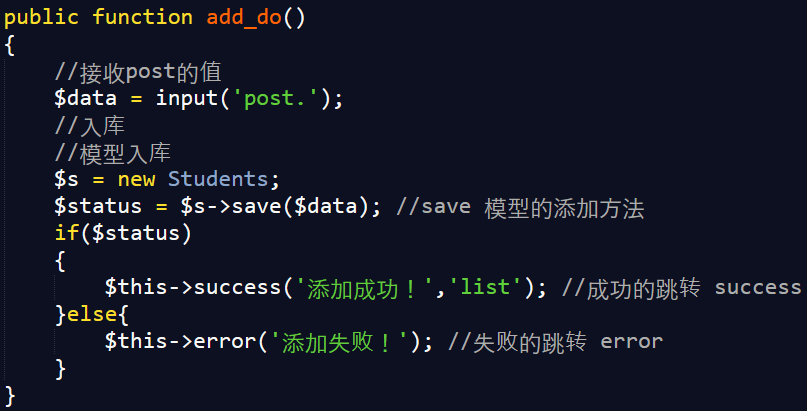 public function add_do()
{
    //接收post的值
    $data = input('post.');
    //入库
    //模型入库
    $s = new Students;
    $status = $s->save($data); //save 模型的添加方法
    if($status)
    {
        $this->success('添加成功！','list'); //成功的跳转 success
    }else{
        $this->error('添加失败！'); //失败的跳转 error
    }
}